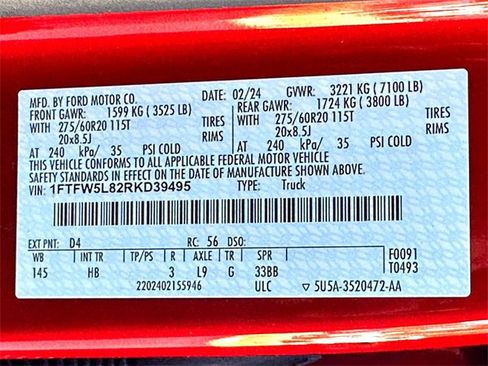 MFD. BY FORD MOTOR CO. DATE: 02/24 GVWR: 3221 KG (7100 LB)
FRONT GAWR: 1599 KG (3525 LB) REAR GAWR: 1724 KG (3800 LB)
WITH 275/60R20 115T TIRES WITH 275/60R20 115T TIRES
20x8.5J RIMS 20x8.5J RIMS
AT 240 kPa/ 35 PSI COLD AT 240 kPa/ 35 PSI COLD
THIS VEHICLE CONFORMS TO ALL APPLICABLE FEDERAL MOTOR VEHICLE
SAFETY STANDARDS IN EFFECT ON THE DATE OF MANUFACTURE SHOWN ABOVE.
VIN: 1FTFW5L82RKD39495 TYPE: Truck
EXT PNT: D4 RC: 56 DSO:
WB INT TR TP/PS R AXLE TR SPR F0091
145 HB 3 L9 G 33BB T0493
2202402155946 ULC 5U5A-3520472-AA